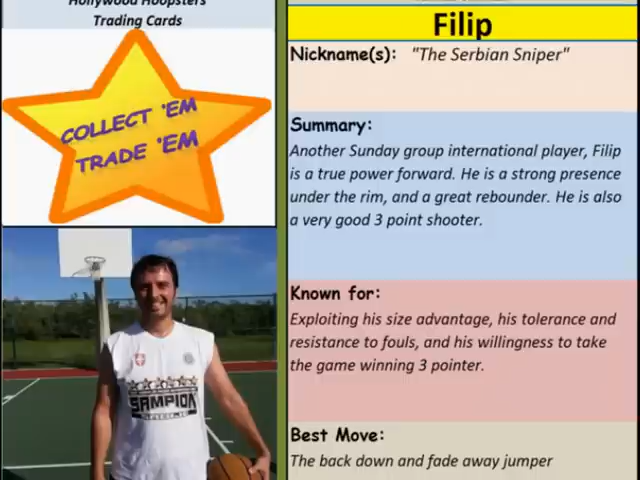 Hollywood Hoopsters
Trading Cards
COLLECT 'EM
TRADE 'EM
Filip
Nickname(s): "The Serbian Sniper"
Summary:
Another Sunday group international player, Filip
is a true power forward. He is a strong presence
under the rim, and a great rebounder. He is also
a very good 3 point shooter.
Known for:
Exploiting his size advantage, his tolerance and
resistance to fouls, and his willingness to take
the game winning 3 pointer.
Best Move:
The back down and fade away jumper
SAMPION